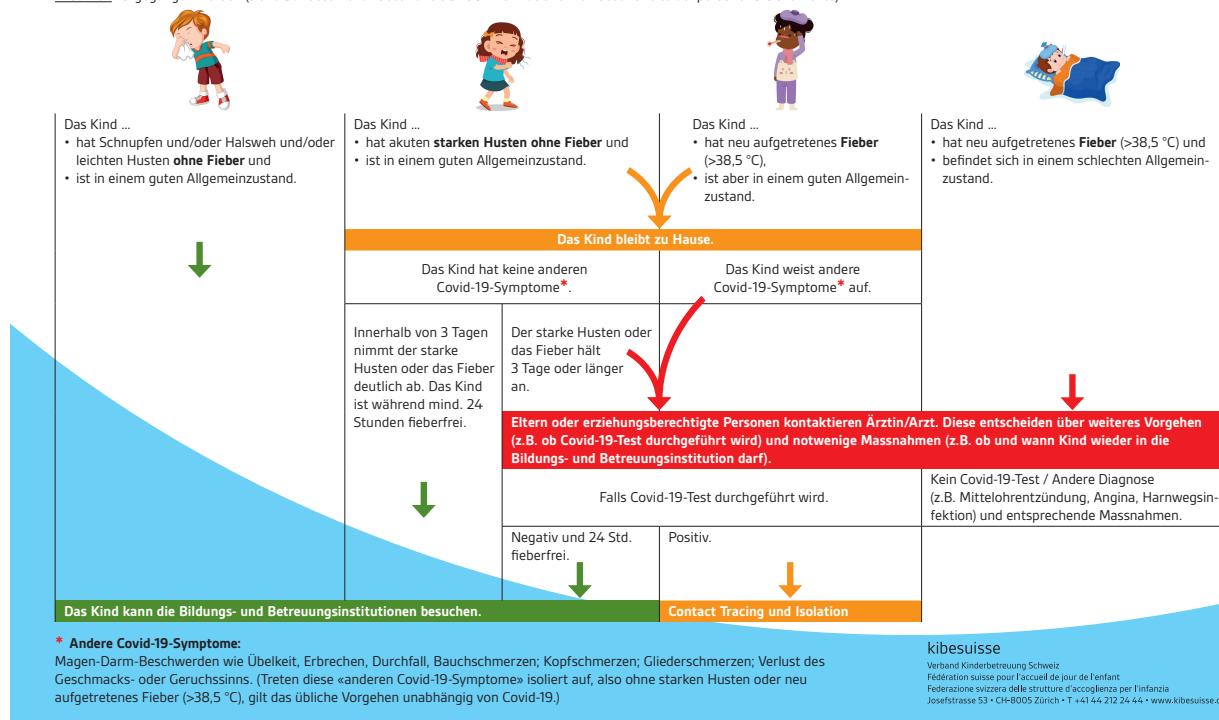 Das Kind ...
• hat Schnupfen und/oder Halsweh und/oder
leichten Husten ohne Fieber und
• ist in einem guten Allgemeinzustand.
Das Kind ...
• hat akuten starken Husten ohne Fieber und
• ist in einem guten Allgemeinzustand.
Das Kind ...
• hat neu aufgetretenes Fieber
(>38,5 °C),
• ist aber in einem guten Allgemein-
zustand.
Das Kind ...
• hat neu aufgetretenes Fieber (>38,5 °C) und
• befindet sich in einem schlechten Allgemein-
zustand.
Das Kind bleibt zu Hause.
Das Kind hat keine anderen
Covid-19-Symptome*.
Das Kind weist andere
Covid-19-Symptome* auf.
Innerhalb von 3 Tagen
nimmt der starke
Husten oder das Fieber
deutlich ab. Das Kind
ist während mind. 24
Stunden fieberfrei.
Der starke Husten oder
das Fieber hält
3 Tage oder länger
an.
Eltern oder erziehungsberechtigte Personen kontaktieren Ärztin/Arzt. Diese entscheiden über weiteres Vorgehen
(z.B. ob Covid-19-Test durchgeführt wird) und notwenige Massnahmen (z.B. ob und wann Kind wieder in die
Bildungs- und Betreuungsinstitution darf).
Falls Covid-19-Test durchgeführt wird.
Kein Covid-19-Test / Andere Diagnose
(z.B. Mittelohrentzündung, Angina, Harnwegsin-
fektion) und entsprechende Massnahmen.
Negativ und 24 Std.
fieberfrei.
Positiv.
Das Kind kann die Bildungs- und Betreuungsinstitutionen besuchen.
Contact Tracing und Isolation
* Andere Covid-19-Symptome:
Magen-Darm-Beschwerden wie Übelkeit, Erbrechen, Durchfall, Bauchschmerzen; Kopfschmerzen; Gliederschmerzen; Verlust des
Geschmacks- oder Geruchssinns. (Treten diese «anderen Covid-19-Symptome» isoliert auf, also ohne starken Husten oder neu
aufgetretenes Fieber (>38,5 °C), gilt das übliche Vorgehen unabhängig von Covid-19.)
kibesuisse
Verband Kinderbetreuung Schweiz
Fédération suisse pour l'accueil de jour de l'enfant
Federazione svizzera delle strutture d'accoglienza per l'infanzia
Josefstrasse 53 • CH-8005 Zürich • T +41 44 212 24 44 • www.kibesuisse.c